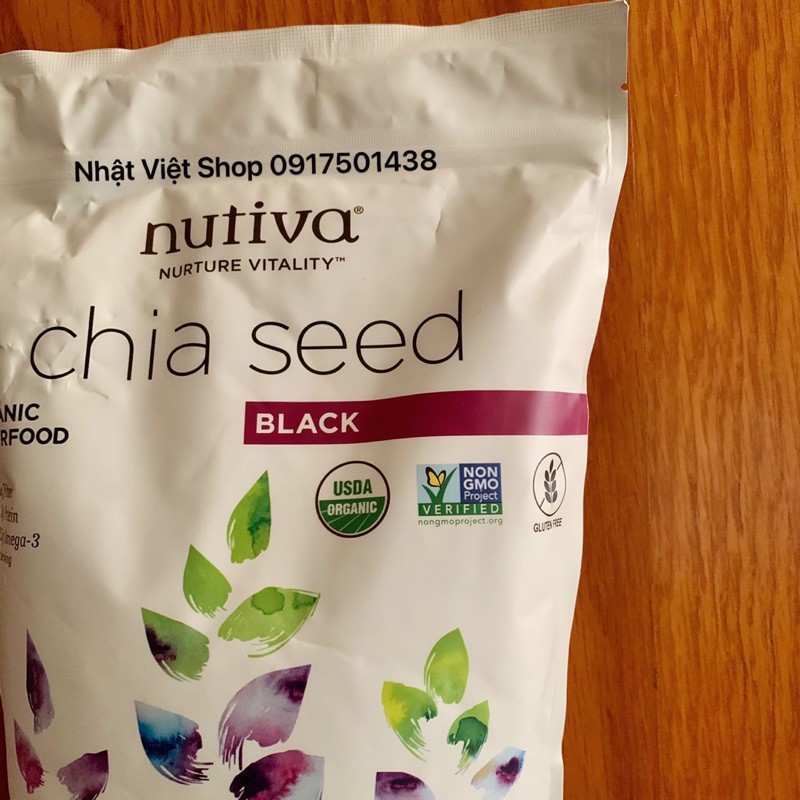 Nhật Việt Shop 0917501438
nutiva®
NURTURE VITALITY™
chia seed
ANIC
RFOOD
BLACK
USDA
ORGANIC
NON
GMO
Project
VERIFIED
nongmoproject.org
GLUTEN FREE
mega-3